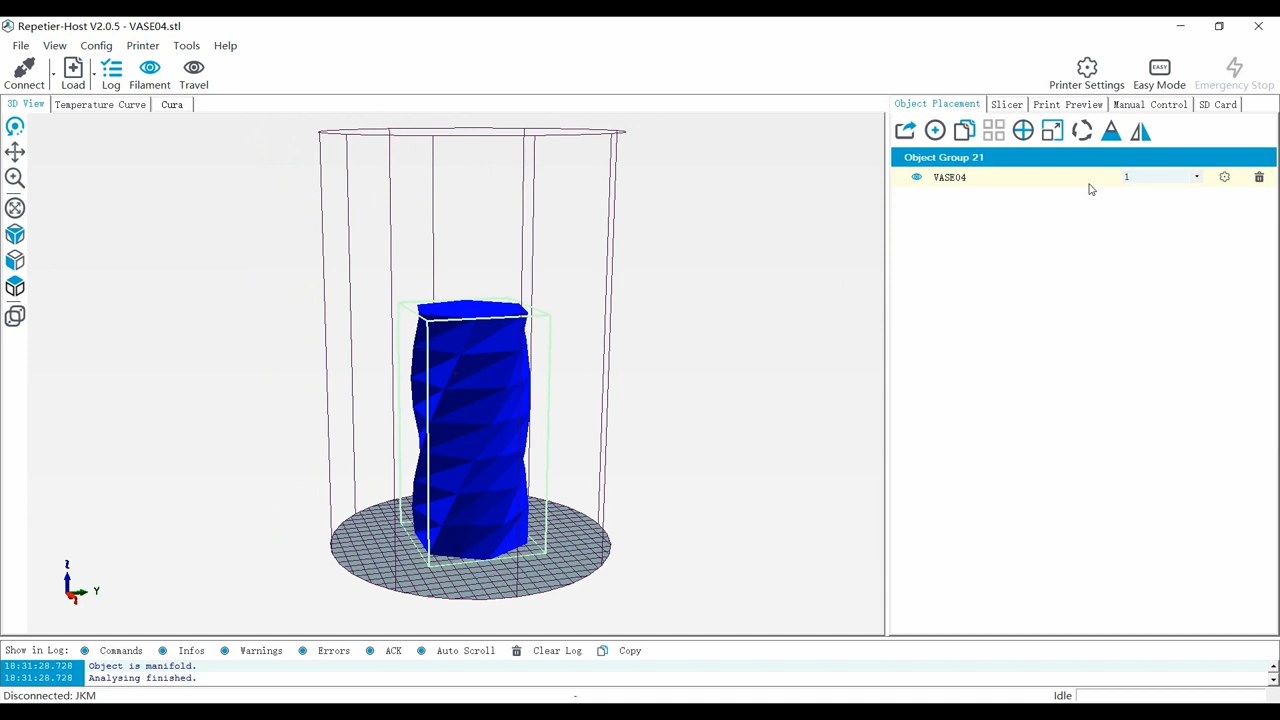 Repetier-Host V2.0.5 - VASE04.stl
File View Config Printer Tools Help
Connect Load Log Filament Travel
EASY
Printer Settings Easy Mode Emergency Stop
3D View Temperature Curve Cura
Object Placement Slicer Print Preview Manual Control SD Card
Object Group 21
VASE04 1
Z
Y
Show in Log: Commands Infos Warnings Errors ACK Auto Scroll Clear Log Copy
18:31:28.728 Object is manifold.
18:31:28.728 Analysing finished.
Disconnected: JKM - Idle